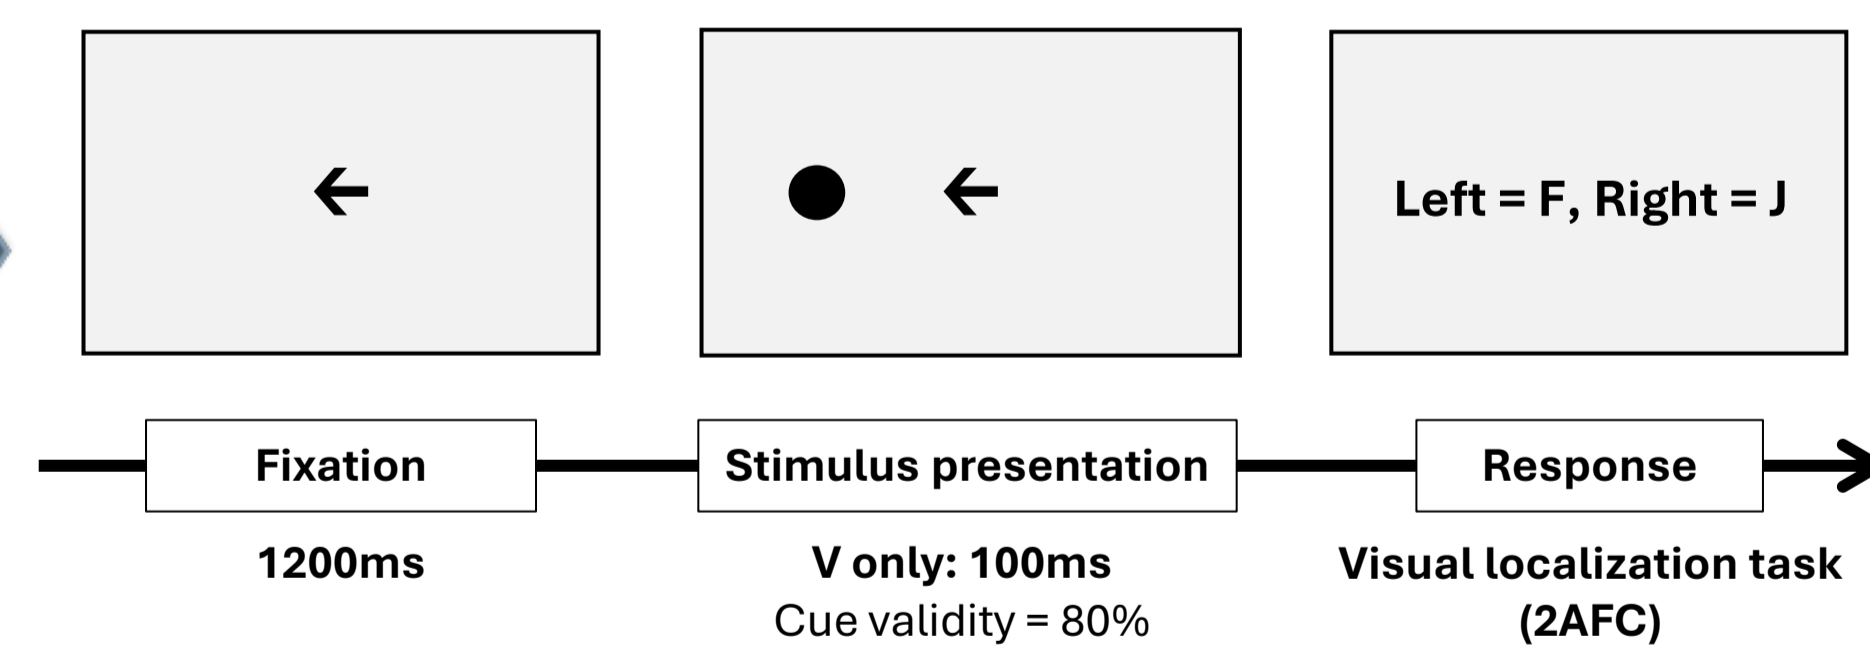 Left = F, Right = J
Fixation
Stimulus presentation
Response
1200ms
V only: 100ms
Cue validity = 80%
Visual localization task
(2AFC)